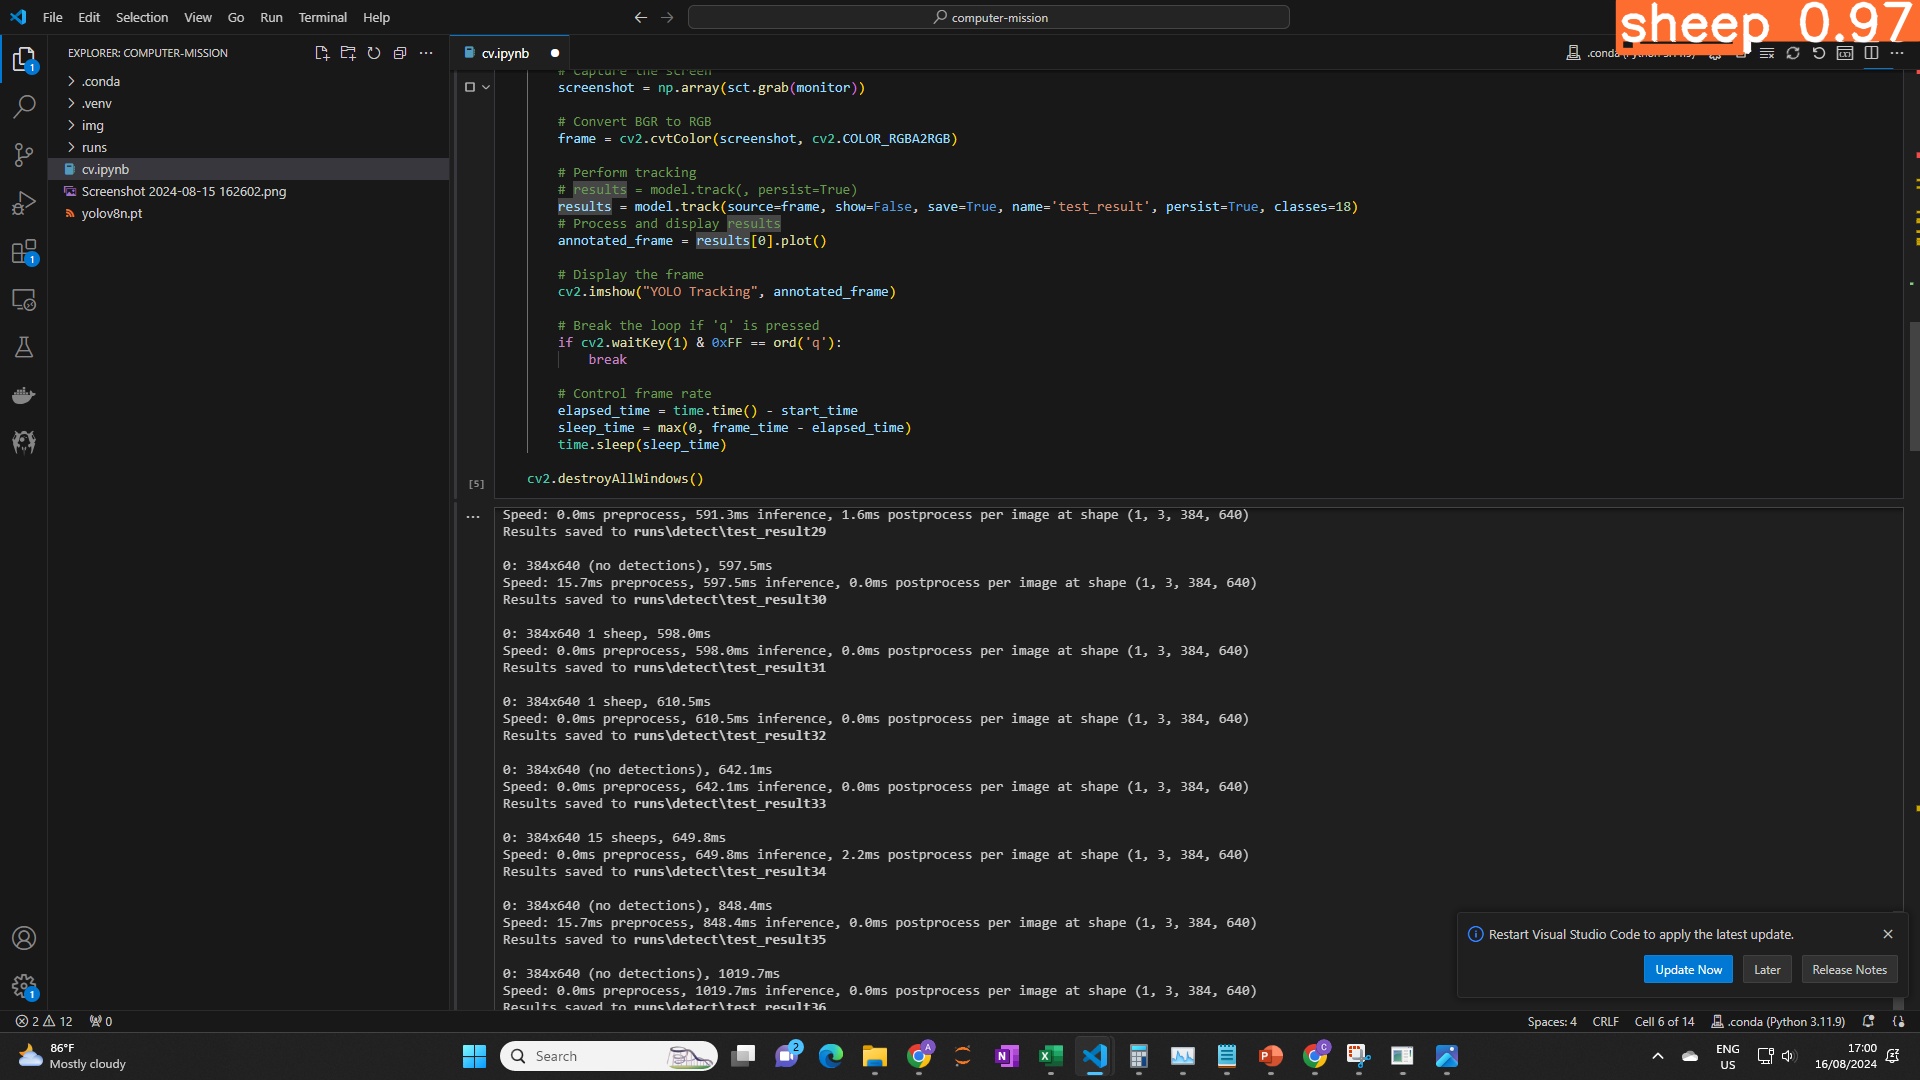 File Edit Selection View Go Run Terminal Help
computer-mission
sheep 0.97
EXPLORER: COMPUTER-MISSION
cv.ipynb
.conda
.venv
img
runs
cv.ipynb
Screenshot 2024-08-15 162602.png
yolov8n.pt
# Capture the screen
screenshot = np.array(sct.grab(monitor))
# Convert BGR to RGB
frame = cv2.cvtColor(screenshot, cv2.COLOR_RGBA2RGB)
# Perform tracking
# results = model.track(, persist=True)
results = model.track(source=frame, show=False, save=True, name='test_result', persist=True, classes=18)
# Process and display results
annotated_frame = results[0].plot()
# Display the frame
cv2.imshow("YOLO Tracking", annotated_frame)
# Break the loop if 'q' is pressed
if cv2.waitKey(1) & 0xFF == ord('q'):
break
# Control frame rate
elapsed_time = time.time() - start_time
sleep_time = max(0, frame_time - elapsed_time)
time.sleep(sleep_time)
cv2.destroyAllWindows()
[5]
Speed: 0.0ms preprocess, 591.3ms inference, 1.6ms postprocess per image at shape (1, 3, 384, 640)
Results saved to runs\detect\test_result29
0: 384x640 (no detections), 597.5ms
Speed: 15.7ms preprocess, 597.5ms inference, 0.0ms postprocess per image at shape (1, 3, 384, 640)
Results saved to runs\detect\test_result30
0: 384x640 1 sheep, 598.0ms
Speed: 0.0ms preprocess, 598.0ms inference, 0.0ms postprocess per image at shape (1, 3, 384, 640)
Results saved to runs\detect\test_result31
0: 384x640 1 sheep, 610.5ms
Speed: 0.0ms preprocess, 610.5ms inference, 0.0ms postprocess per image at shape (1, 3, 384, 640)
Results saved to runs\detect\test_result32
0: 384x640 (no detections), 642.1ms
Speed: 0.0ms preprocess, 642.1ms inference, 0.0ms postprocess per image at shape (1, 3, 384, 640)
Results saved to runs\detect\test_result33
0: 384x640 15 sheeps, 649.8ms
Speed: 0.0ms preprocess, 649.8ms inference, 2.2ms postprocess per image at shape (1, 3, 384, 640)
Results saved to runs\detect\test_result34
0: 384x640 (no detections), 848.4ms
Speed: 15.7ms preprocess, 848.4ms inference, 0.0ms postprocess per image at shape (1, 3, 384, 640)
Results saved to runs\detect\test_result35
0: 384x640 (no detections), 1019.7ms
Speed: 0.0ms preprocess, 1019.7ms inference, 0.0ms postprocess per image at shape (1, 3, 384, 640)
Results saved to runs\detect\test_result36
Restart Visual Studio Code to apply the latest update.
Update Now Later Release Notes
2 12 0
Spaces: 4 CRLF Cell 6 of 14 .conda (Python 3.11.9)
86°F
Mostly cloudy
Search
ENG
US
17:00
16/08/2024